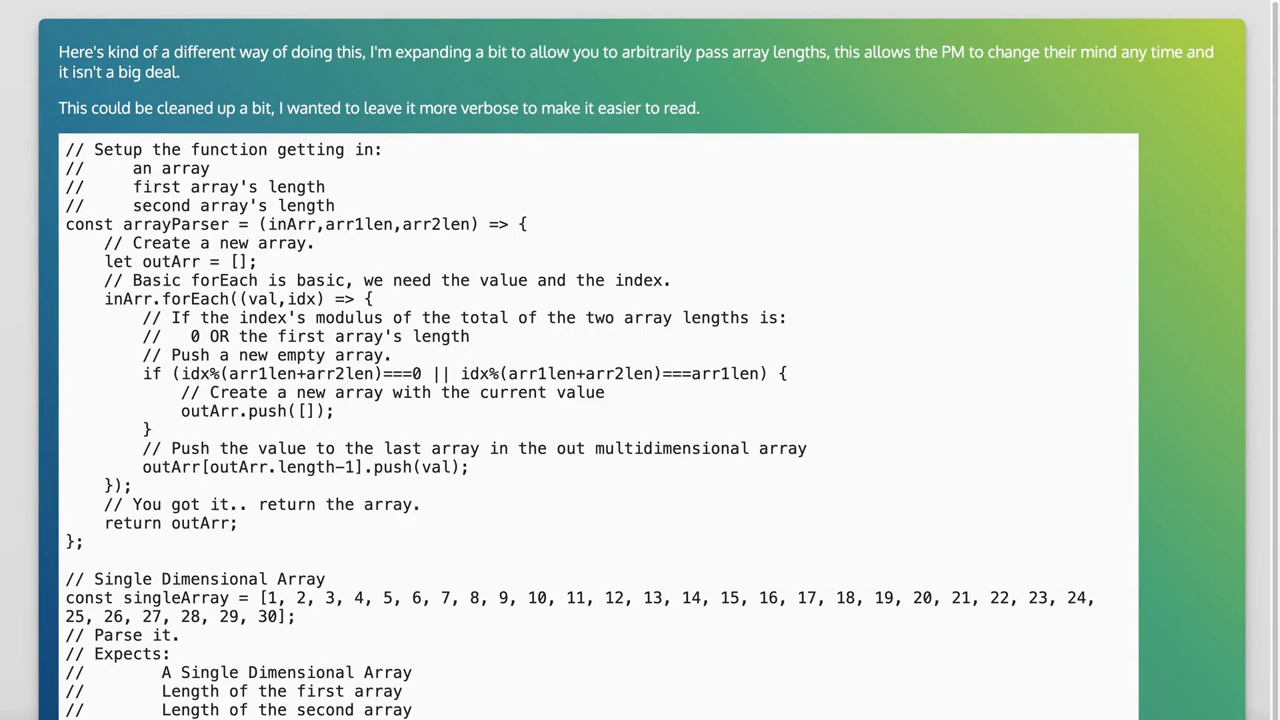 Here's kind of a different way of doing this, I'm expanding a bit to allow you to arbitrarily pass array lengths, this allows the PM to change their mind any time and
it isn't a big deal.
This could be cleaned up a bit, I wanted to leave it more verbose to make it easier to read.
// Setup the function getting in:
//     an array
//     first array's length
//     second array's length
const arrayParser = (inArr,arr1len,arr2len) => {
    // Create a new array.
    let outArr = [];
    // Basic forEach is basic, we need the value and the index.
    inArr.forEach((val,idx) => {
        // If the index's modulus of the total of the two array lengths is:
        //   0 OR the first array's length
        // Push a new empty array.
        if (idx%(arr1len+arr2len)===0 || idx%(arr1len+arr2len)===arr1len) {
            // Create a new array with the current value
            outArr.push([]);
        }
        // Push the value to the last array in the out multidimensional array
        outArr[outArr.length-1].push(val);
    });
    // You got it.. return the array.
    return outArr;
};
// Single Dimensional Array
const singleArray = [1, 2, 3, 4, 5, 6, 7, 8, 9, 10, 11, 12, 13, 14, 15, 16, 17, 18, 19, 20, 21, 22, 23, 24,
25, 26, 27, 28, 29, 30];
// Parse it.
// Expects:
//        A Single Dimensional Array
//        Length of the first array
//        Length of the second array